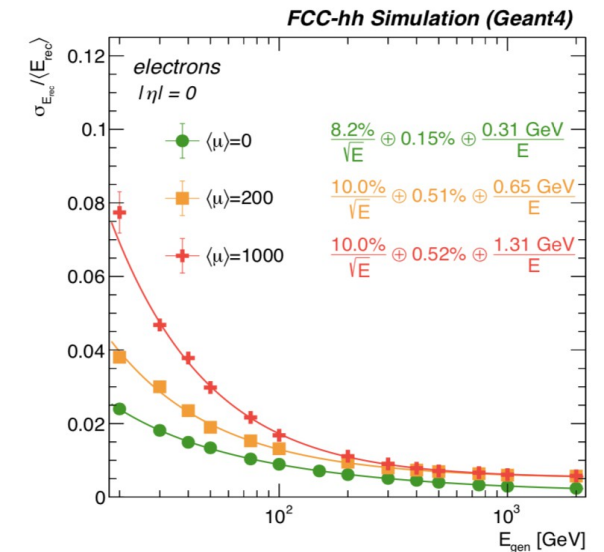 FCC-hh Simulation (Geant4)
σ_{E_rec}/⟨E_rec⟩
0.12
0.1
0.08
0.06
0.04
0.02
0
electrons
|η| = 0
⟨μ⟩=0 8.2%/√E ⊕ 0.15% ⊕ 0.31 GeV/E
⟨μ⟩=200 10.0%/√E ⊕ 0.51% ⊕ 0.65 GeV/E
⟨μ⟩=1000 10.0%/√E ⊕ 0.52% ⊕ 1.31 GeV/E
10² 10³
E_gen [GeV]